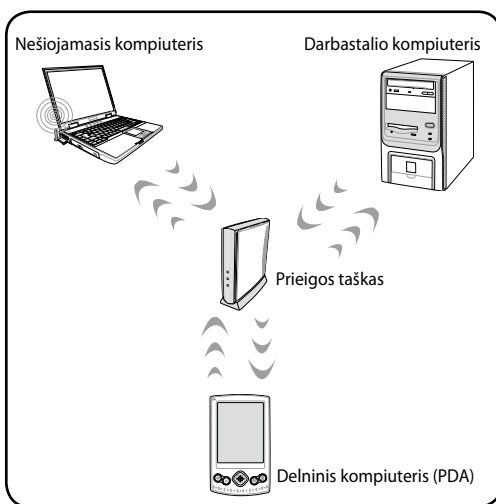 Nešiojamasis kompiuteris
Darbastalio kompiuteris
Prieigos taškas
Delninis kompiuteris (PDA)